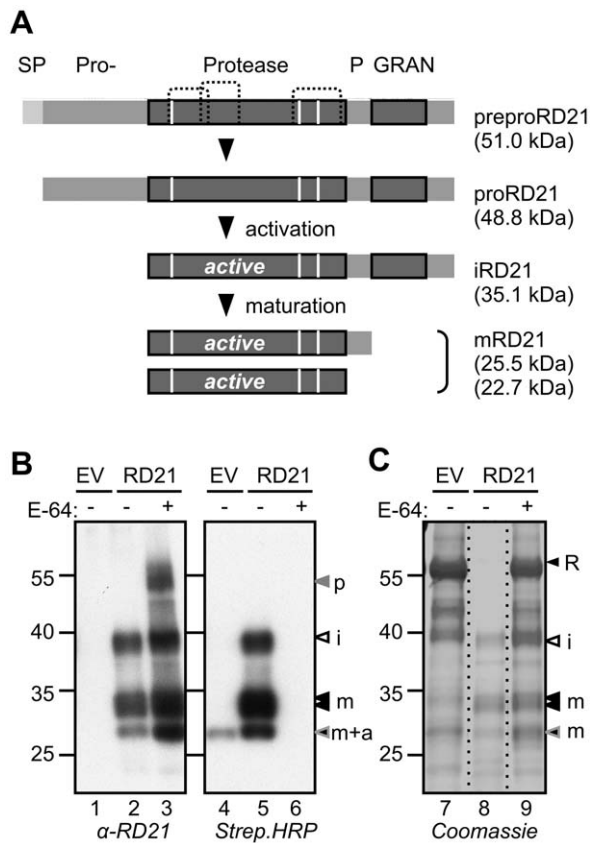 A
SP Pro- Protease P GRAN
preproRD21
(51.0 kDa)
proRD21
(48.8 kDa)
activation
active
iRD21
(35.1 kDa)
maturation
active
mRD21
(25.5 kDa)
active
(22.7 kDa)
B
EV RD21 EV RD21
E-64: - - + - - +
55
p
40
i
35
m
m+a
25
1 2 3 4 5 6
α-RD21 Strep.HRP
C
EV RD21
- - +
55
R
40
i
35
m
m
25
7 8 9
Coomassie